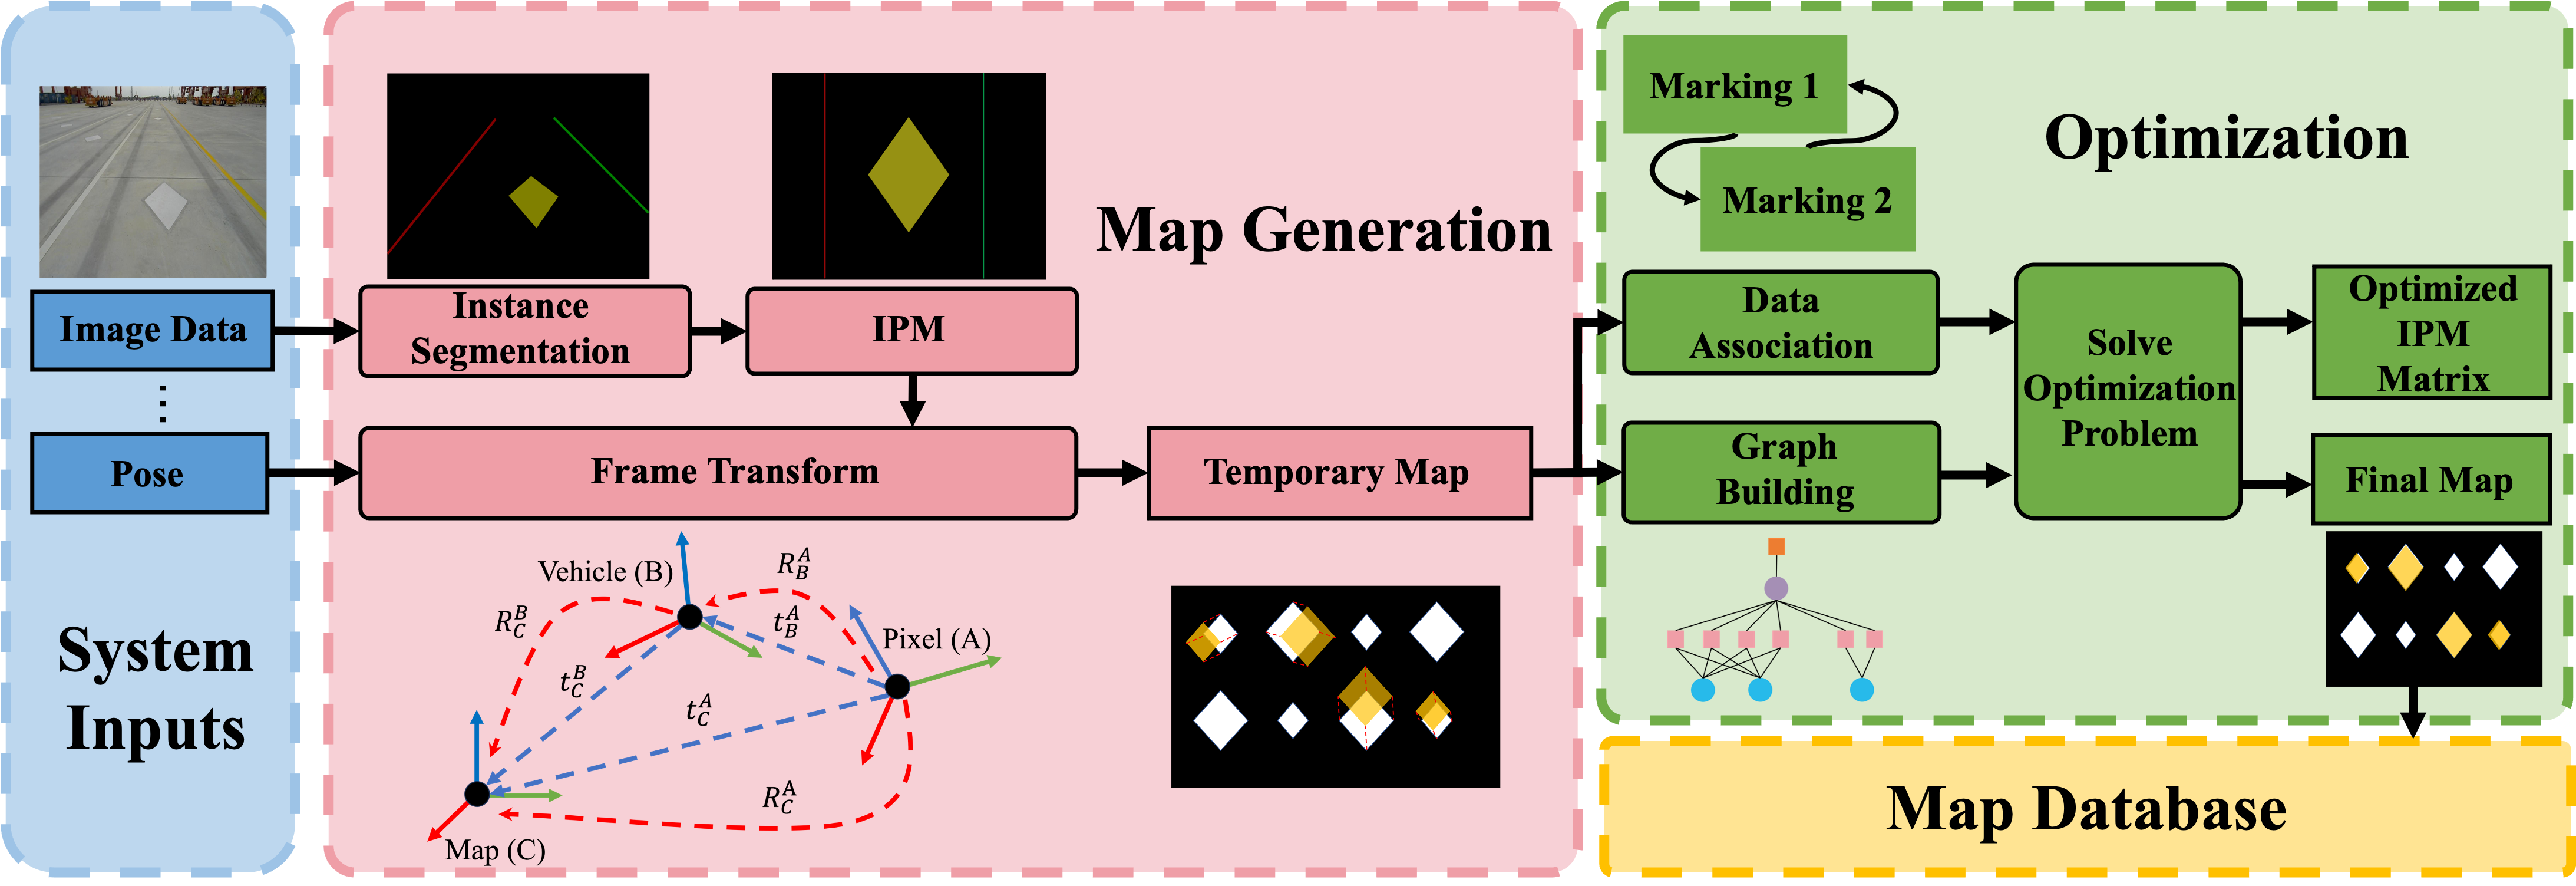 Image Data
⋮
Pose
System
Inputs
Map Generation
Instance
Segmentation
IPM
Frame Transform
Temporary Map
Vehicle (B)
Pixel (A)
Map (C)
R_B^A
t_B^A
R_C^B
t_C^B
t_C^A
R_C^A
Optimization
Marking 1
Marking 2
Data
Association
Graph
Building
Solve
Optimization
Problem
Optimized
IPM
Matrix
Final Map
Map Database